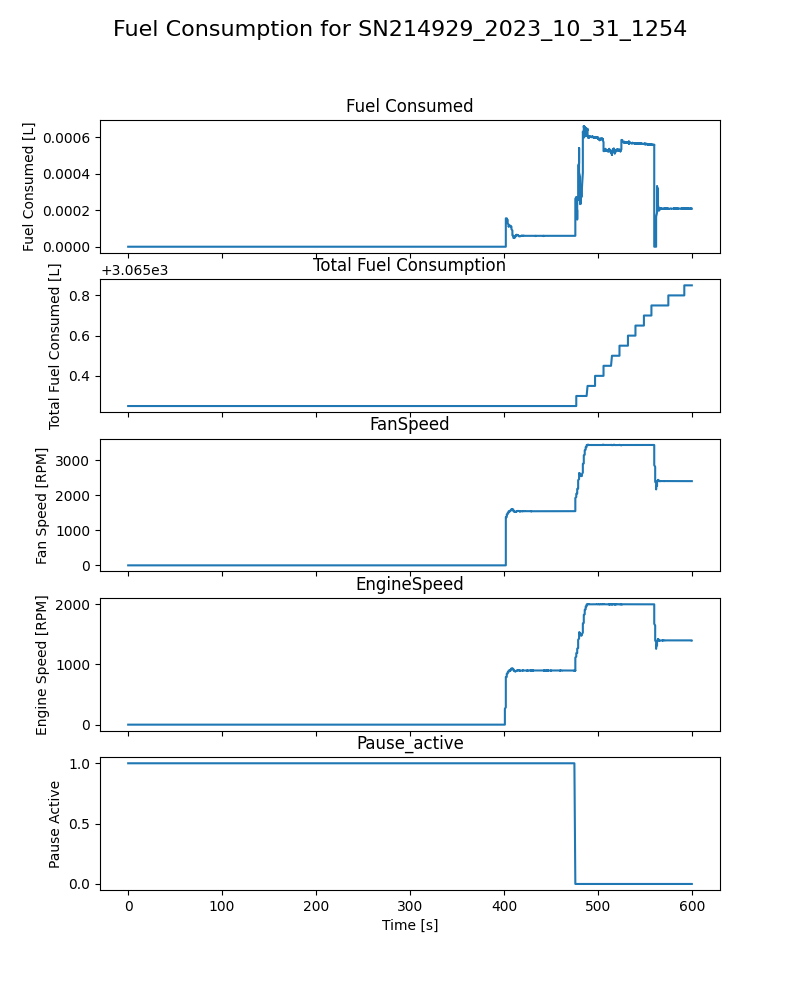 Fuel Consumption for SN214929_2023_10_31_1254
Fuel Consumed
Fuel Consumed [L]
0.0006
0.0004
0.0002
0.0000
+3.065e3
Total Fuel Consumption
Total Fuel Consumed [L]
0.8
0.6
0.4
FanSpeed
Fan Speed [RPM]
3000
2000
1000
0
EngineSpeed
Engine Speed [RPM]
2000
1000
0
Pause_active
Pause Active
1.0
0.5
0.0
0 100 200 300 400 500 600
Time [s]